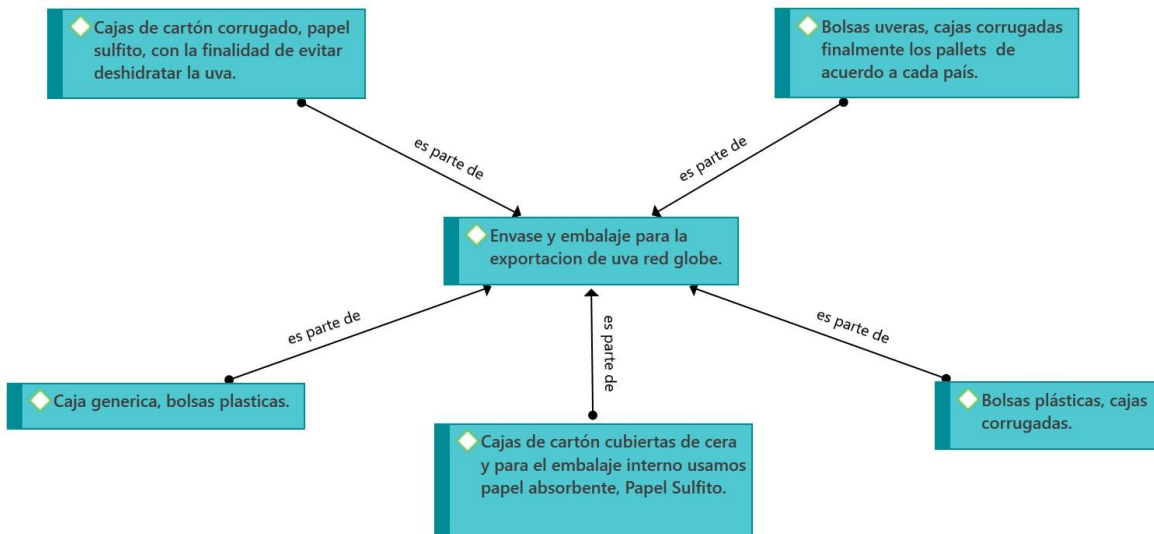 Cajas de cartón corrugado, papel
sulfito, con la finalidad de evitar
deshidratar la uva.
Bolsas uveras, cajas corrugadas
finalmente los pallets de
acuerdo a cada país.
es parte de
es parte de
Envase y embalaje para la
exportacion de uva red globe.
es parte de
es parte de
es parte de
Caja generica, bolsas plasticas.
Cajas de cartón cubiertas de cera
y para el embalaje interno usamos
papel absorbente, Papel Sulfito.
Bolsas plásticas, cajas
corrugadas.